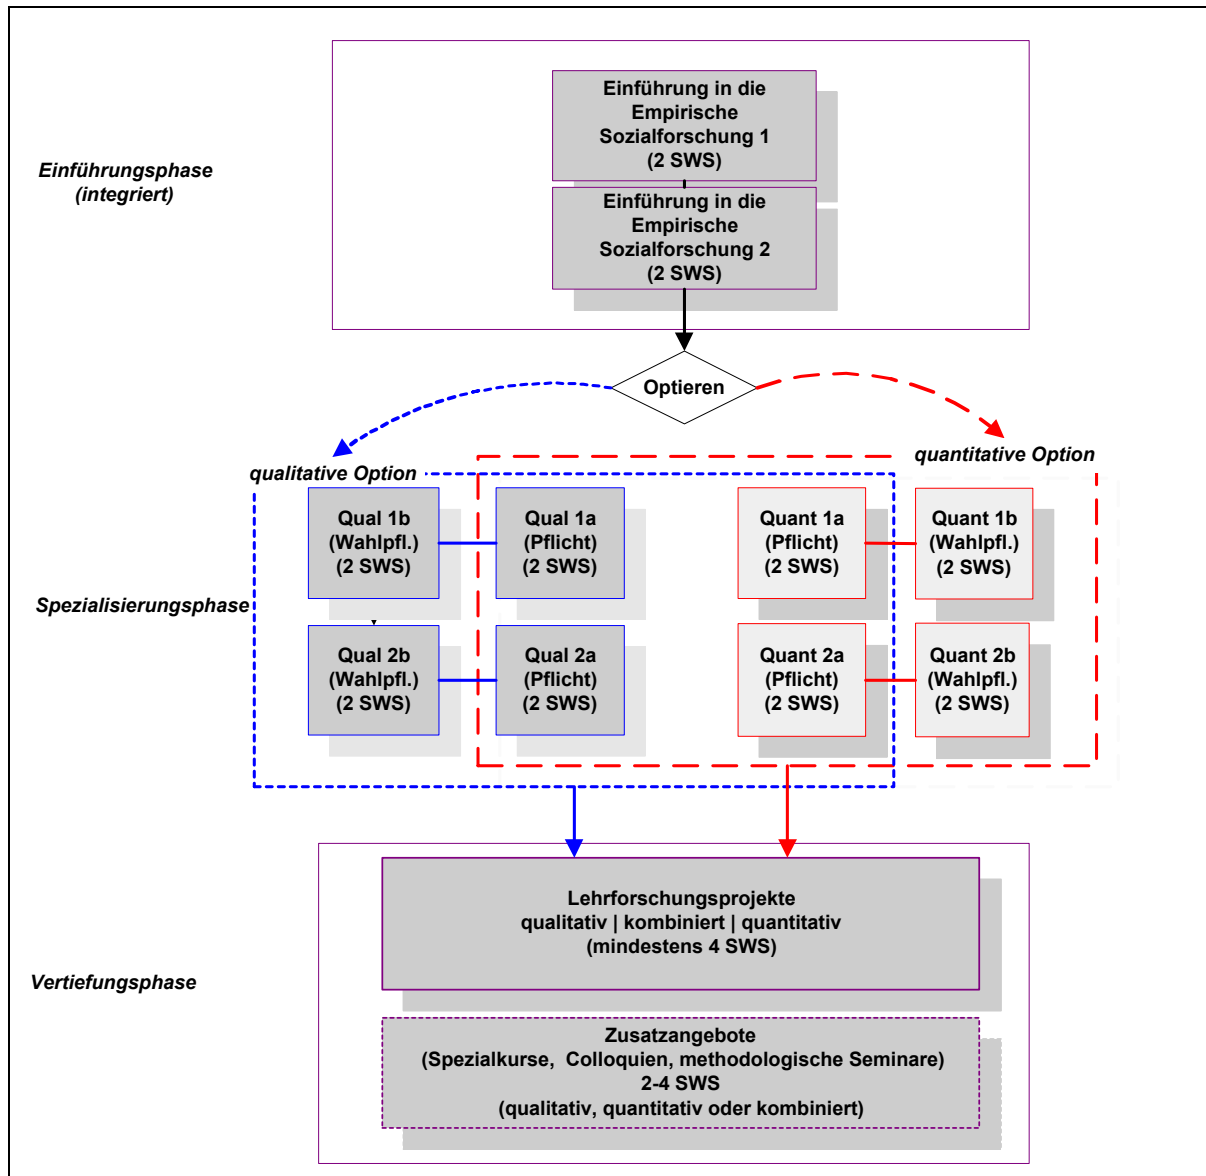 Einführung in die
Empirische
Sozialforschung 1
(2 SWS)
Einführungsphase
(integriert)
Einführung in die
Empirische
Sozialforschung 2
(2 SWS)
Optieren
qualitative Option
quantitative Option
Qual 1b
(Wahlpfl.)
(2 SWS)
Qual 1a
(Pflicht)
(2 SWS)
Quant 1a
(Pflicht)
(2 SWS)
Quant 1b
(Wahlpfl.)
(2 SWS)
Spezialisierungsphase
Qual 2b
(Wahlpfl.)
(2 SWS)
Qual 2a
(Pflicht)
(2 SWS)
Quant 2a
(Pflicht)
(2 SWS)
Quant 2b
(Wahlpfl.)
(2 SWS)
Lehrforschungsprojekte
qualitativ | kombiniert | quantitativ
(mindestens 4 SWS)
Vertiefungsphase
Zusatzangebote
(Spezialkurse, Colloquien, methodologische Seminare)
2-4 SWS
(qualitativ, quantitativ oder kombiniert)